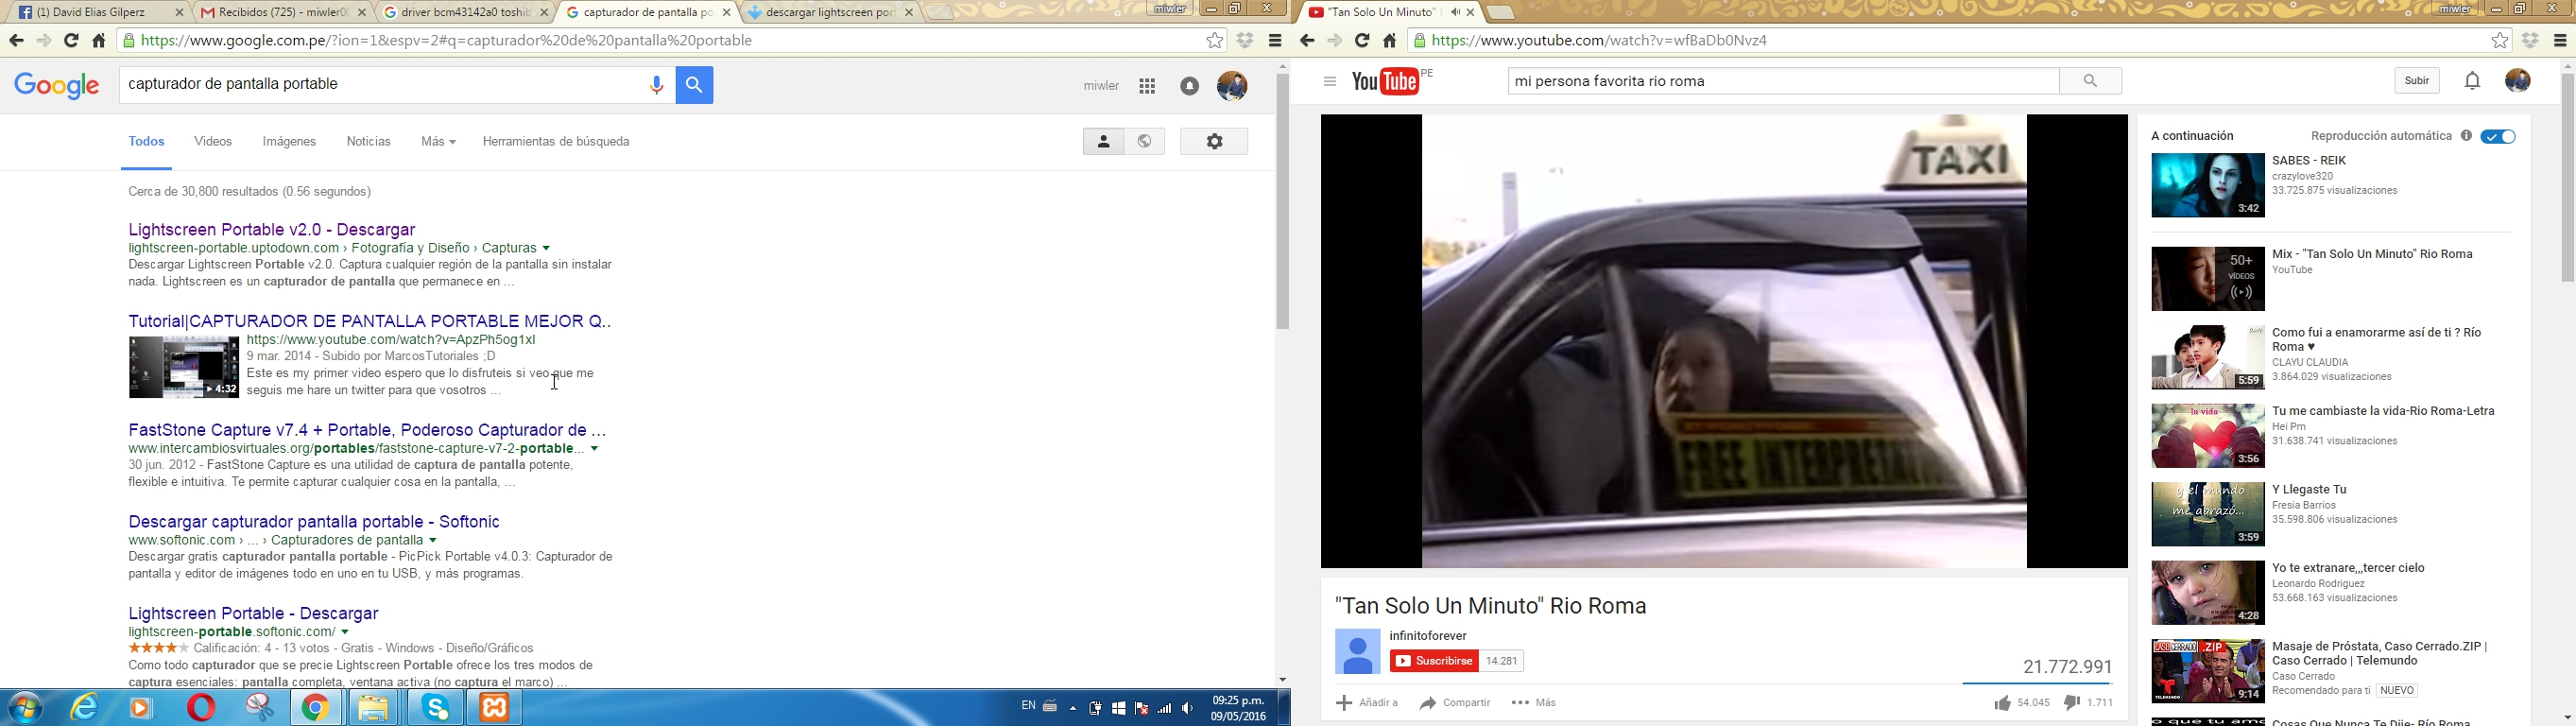 (1) David Elias Gilperz
Recibidos (725) - miwler0
driver bcm43142a0 toshib
capturador de pantalla po
descargar lightscreen por
miwler
https://www.google.com.pe/?ion=1&espv=2#q=capturador%20de%20pantalla%20portable
Google
capturador de pantalla portable
miwler
Todos
Videos
Imágenes
Noticias
Más
Herramientas de búsqueda
Cerca de 30,800 resultados (0.56 segundos)
Lightscreen Portable v2.0 - Descargar
lightscreen-portable.uptodown.com › Fotografía y Diseño › Capturas
Descargar Lightscreen Portable v2.0. Captura cualquier región de la pantalla sin instalar
nada. Lightscreen es un capturador de pantalla que permanece en ...
Tutorial|CAPTURADOR DE PANTALLA PORTABLE MEJOR Q..
https://www.youtube.com/watch?v=ApzPh5og1xI
9 mar. 2014 - Subido por MarcosTutoriales ;D
Este es my primer video espero que lo disfruteis si veo que me
seguis me hare un twitter para que vosotros ...
4:32
FastStone Capture v7.4 + Portable, Poderoso Capturador de ...
www.intercambiosvirtuales.org/portables/faststone-capture-v7-2-portable...
30 jun. 2012 - FastStone Capture es una utilidad de captura de pantalla potente,
flexible e intuitiva. Te permite capturar cualquier cosa en la pantalla, ...
Descargar capturador pantalla portable - Softonic
www.softonic.com › ... › Capturadores de pantalla
Descargar gratis capturador pantalla portable - PicPick Portable v4.0.3: Capturador de
pantalla y editor de imágenes todo en uno en tu USB, y más programas.
Lightscreen Portable - Descargar
lightscreen-portable.softonic.com/
Calificación: 4 - 13 votos - Gratis - Windows - Diseño/Gráficos
Como todo capturador que se precie Lightscreen Portable ofrece los tres modos de
captura esenciales: pantalla completa, ventana activa (no captura el marco) ...
EN
09:25 p.m.
09/05/2016
"Tan Solo Un Minuto"
miwler
https://www.youtube.com/watch?v=wfBaDb0Nvz4
YouTube PE
mi persona favorita rio roma
Subir
TAXI
FREE INTERPRE
"Tan Solo Un Minuto" Rio Roma
infinitoforever
Suscribirse 14.281
21.772.991
Añadir a
Compartir
Más
54.045
1.711
A continuación
Reproducción automática
SABES - REIK
crazylove320
33.725.875 visualizaciones
3:42
Mix - "Tan Solo Un Minuto" Rio Roma
YouTube
50+
VÍDEOS
Como fui a enamorarme así de ti ? Río
Roma ♥
CLAYU CLAUDIA
3.864.029 visualizaciones
5:59
Tu me cambiaste la vida-Rio Roma-Letra
Hei Pm
31.638.741 visualizaciones
la vida
3:56
Y Llegaste Tu
Fresia Barrios
35.598.806 visualizaciones
y el mundo
me abrazó...
3:59
Yo te extranare,,,tercer cielo
Leonardo Rodriguez
53.668.163 visualizaciones
4:28
Masaje de Próstata, Caso Cerrado.ZIP |
Caso Cerrado | Telemundo
Caso Cerrado
Recomendado para ti NUEVO
CASO CERRADO .ZIP
TELEMUNDO
9:14
Cosas Que Nunca Te Dije- Río Roma
o que tu amo